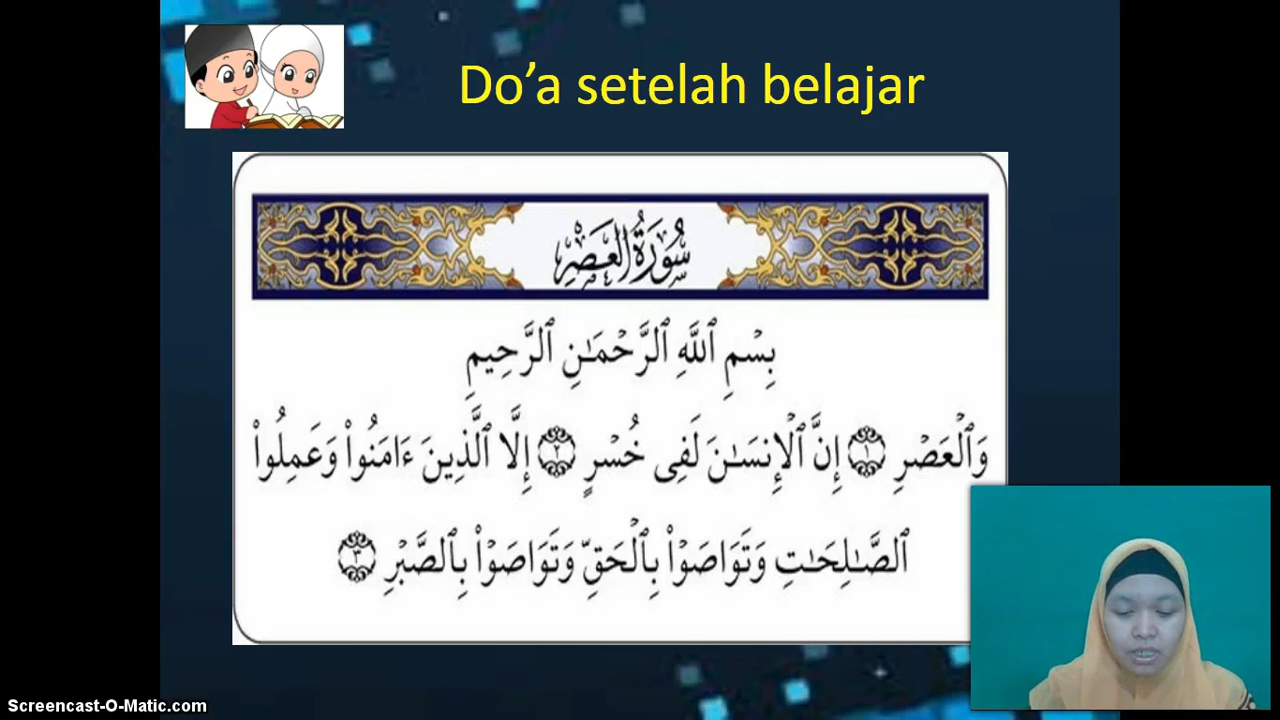 Do'a setelah belajar
سُورَةُ الْعَصْرِ
بِسْمِ ٱللَّهِ ٱلرَّحْمَـٰنِ ٱلرَّحِيمِ
وَٱلْعَصْرِ ١ إِنَّ ٱلْإِنسَـٰنَ لَفِى خُسْرٍ ٢ إِلَّا ٱلَّذِينَ ءَامَنُوا۟ وَعَمِلُوا۟
ٱلصَّـٰلِحَـٰتِ وَتَوَاصَوْا۟ بِٱلْحَقِّ وَتَوَاصَوْا۟ بِٱلصَّبْرِ ٣
Screencast-O-Matic.com